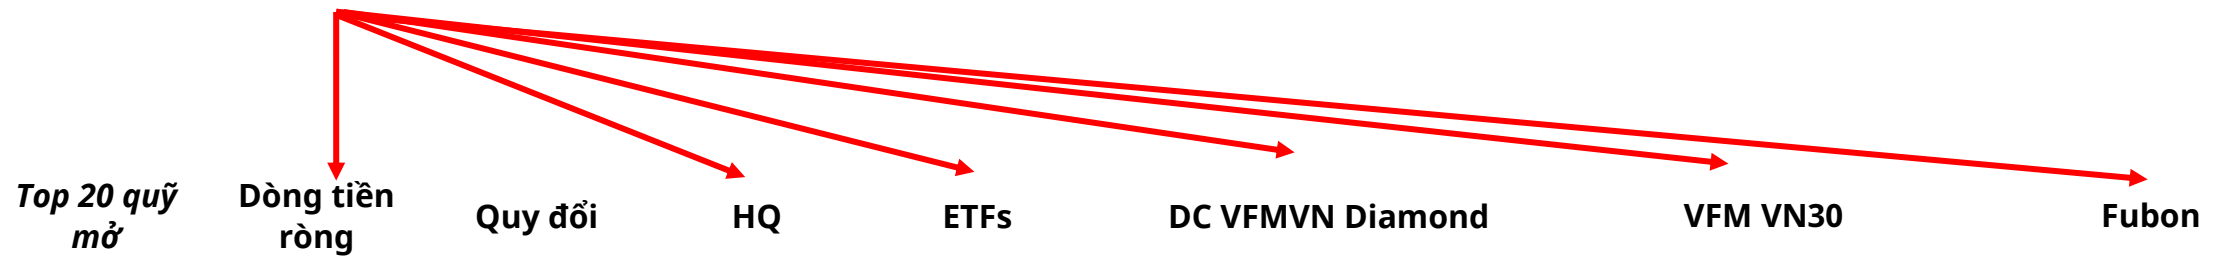 Top 20 quỹ
mở
Dòng tiền
ròng
Quy đổi
HQ
ETFs
DC VFMVN Diamond
VFM VN30
Fubon